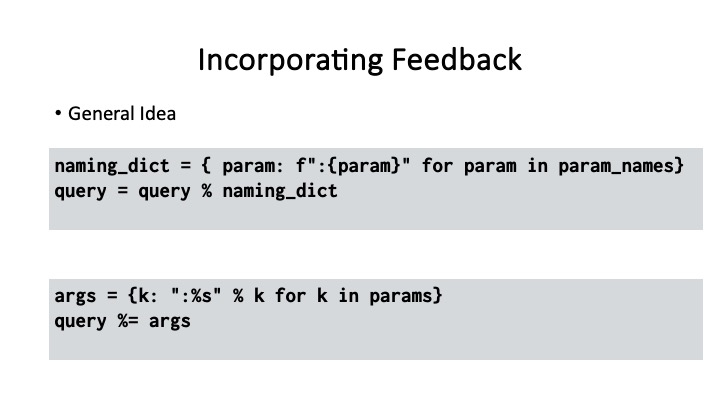 Incorporating Feedback
• General Idea
naming_dict = { param: f":{param}" for param in param_names}
query = query % naming_dict
args = {k: ":%s" % k for k in params}
query %= args